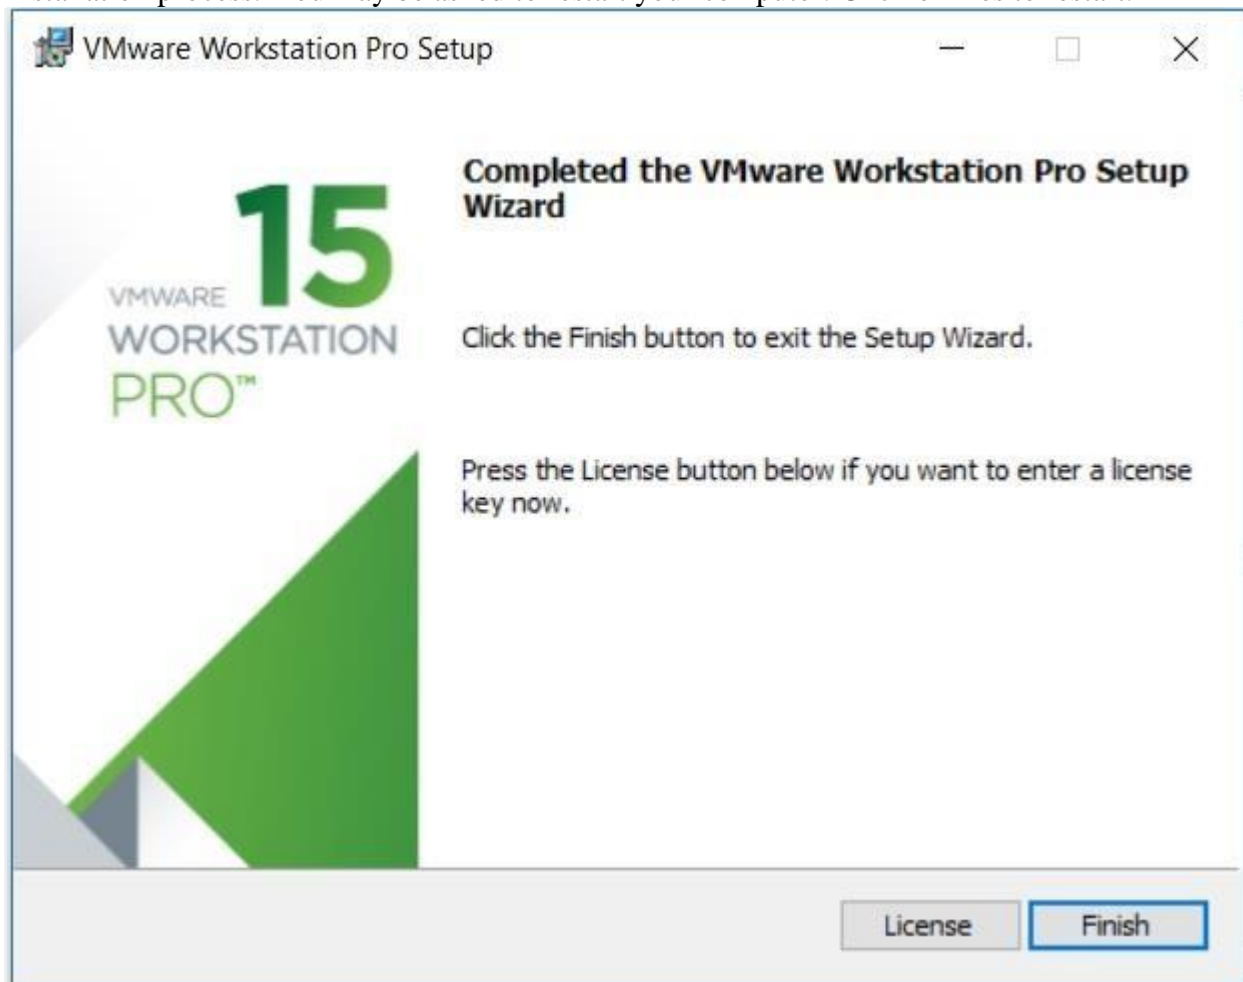 VMware Workstation Pro Setup
15
VMWARE
WORKSTATION
PRO™
Completed the VMware Workstation Pro Setup
Wizard
Click the Finish button to exit the Setup Wizard.
Press the License button below if you want to enter a license
key now.
License
Finish